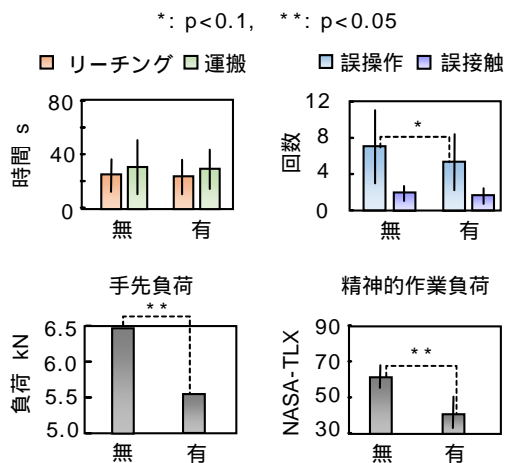 *: p<0.1, **: p<0.05
リーチング 運搬
誤操作 誤接触
時間 s
80
40
0
無 有
回数
12
8
4
0
*
無 有
手先負荷
負荷 kN
6.5
6.0
5.5
5.0
**
無 有
精神的作業負荷
NASA-TLX
90
70
50
30
**
無 有